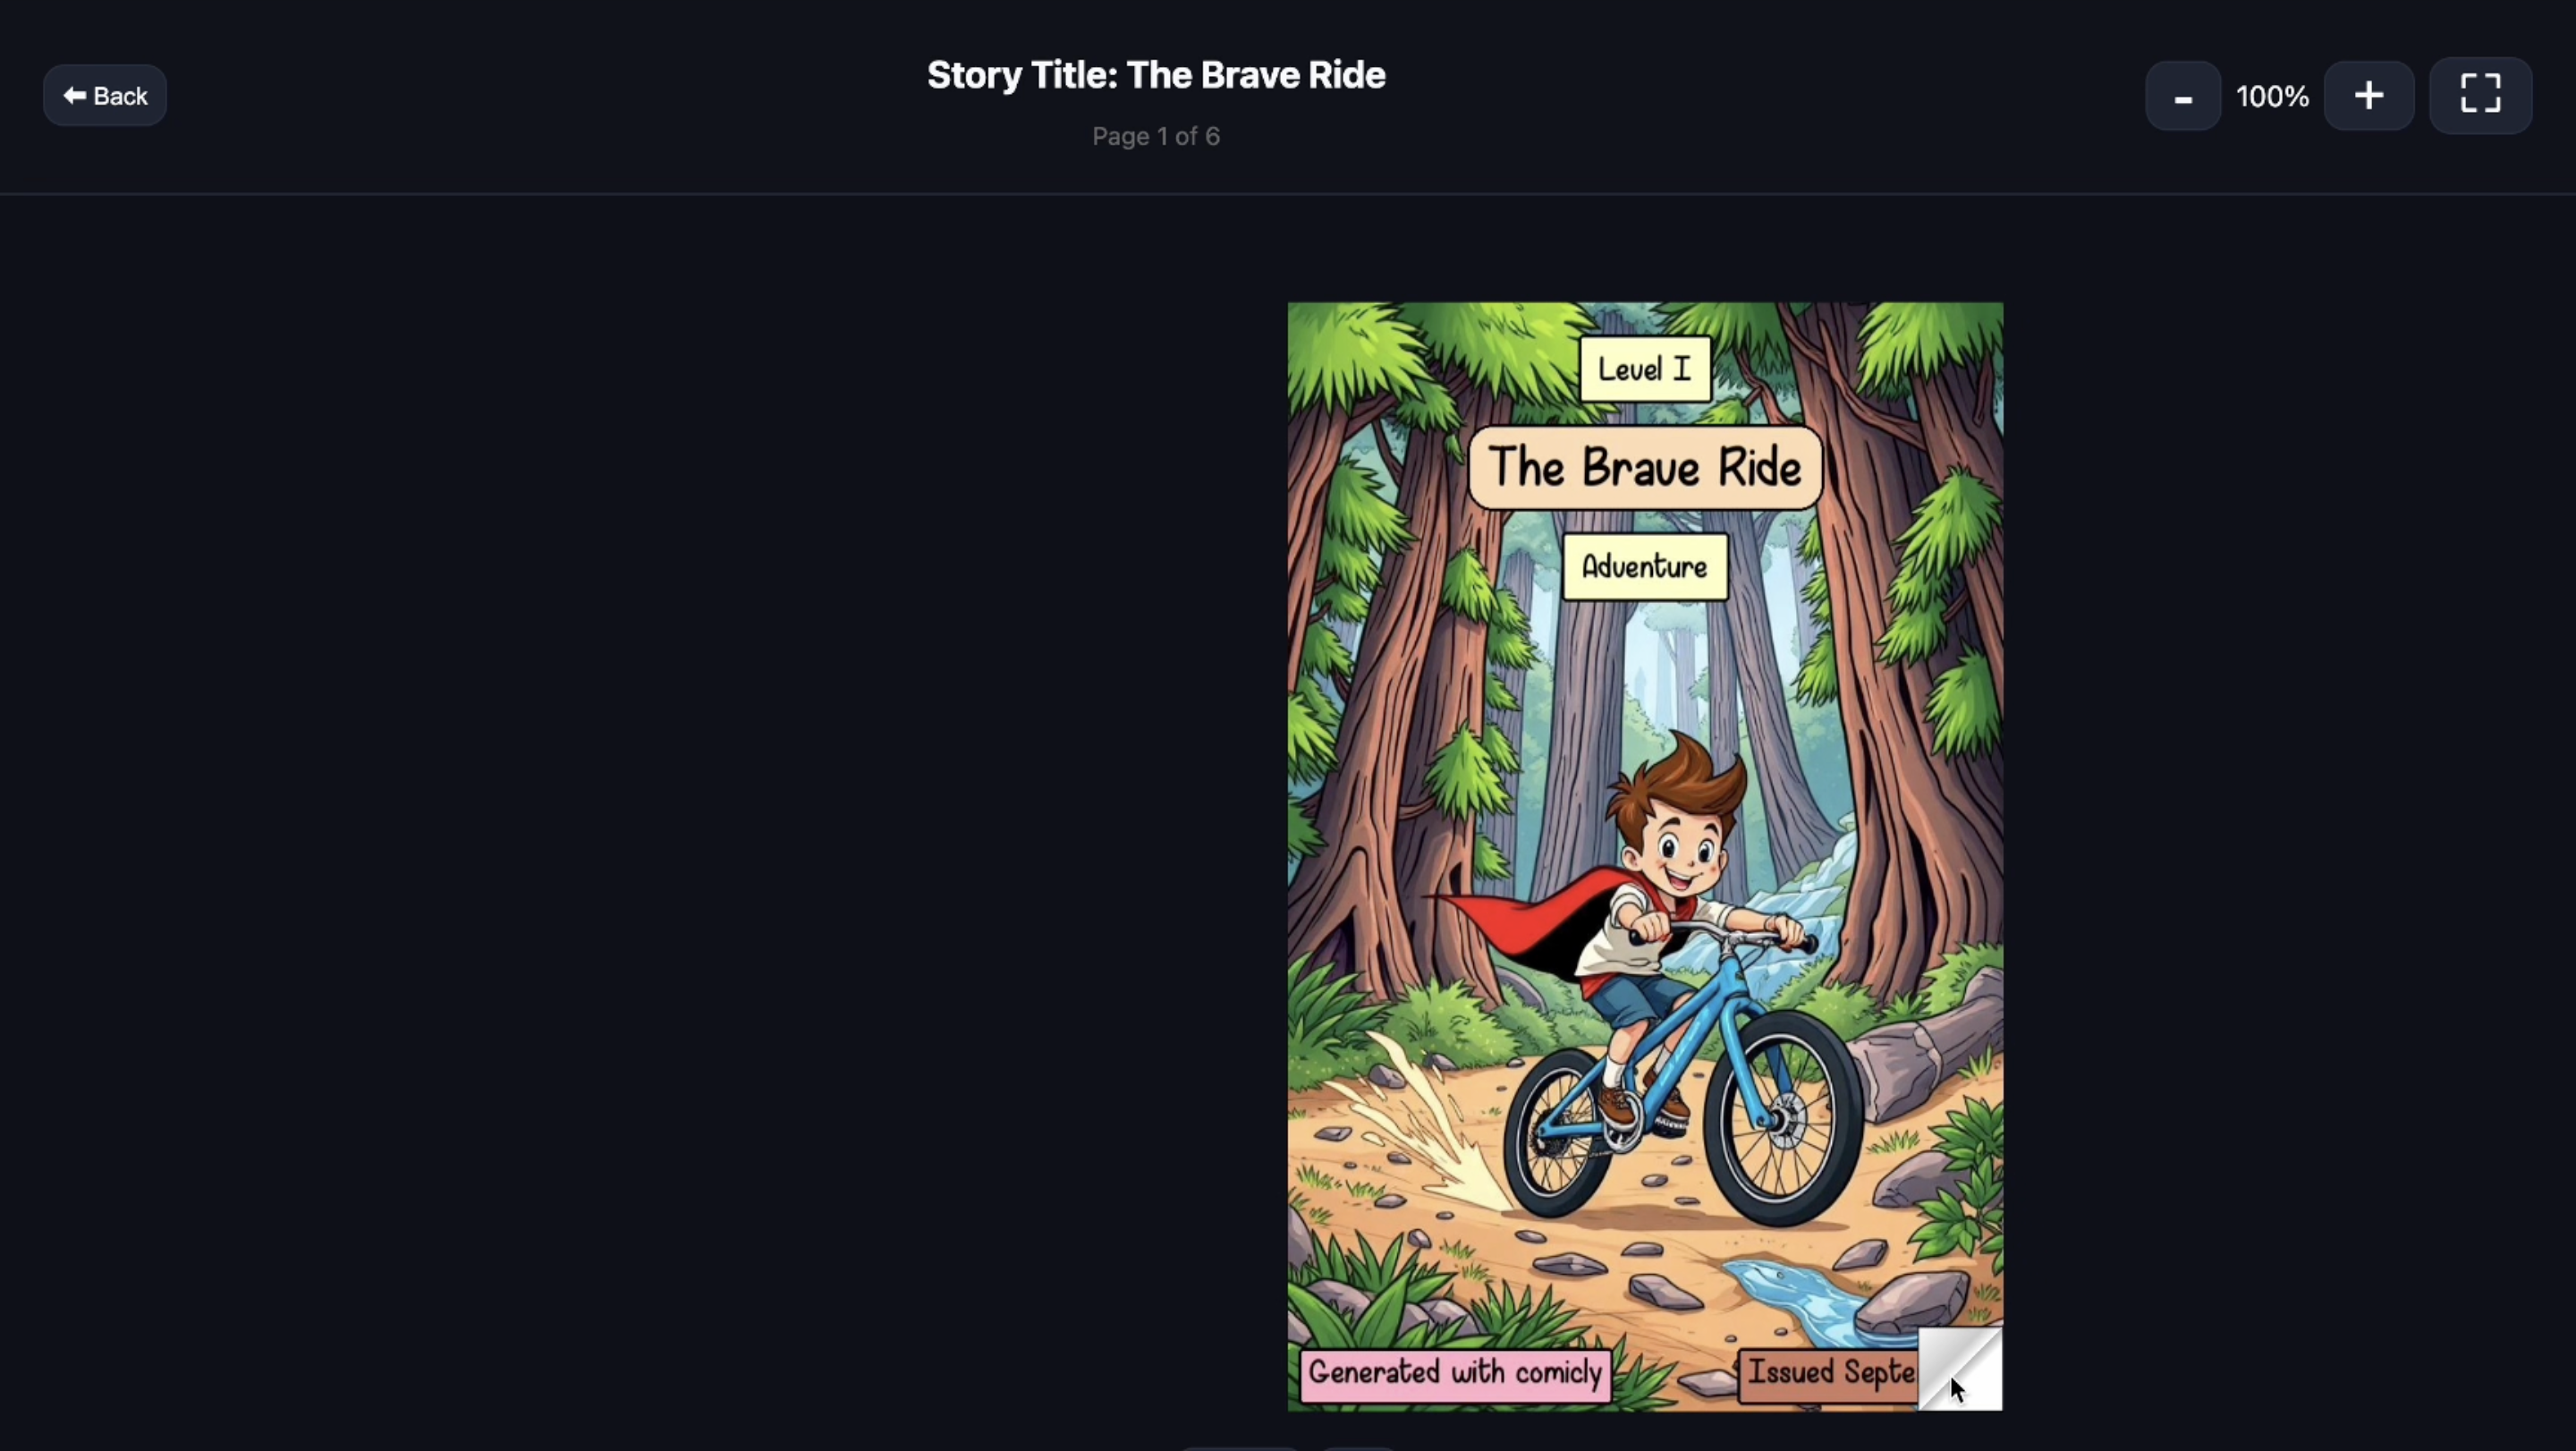 Back
Story Title: The Brave Ride
Page 1 of 6
- 100% +
Level I
The Brave Ride
Adventure
Generated with comicly
Issued Septe